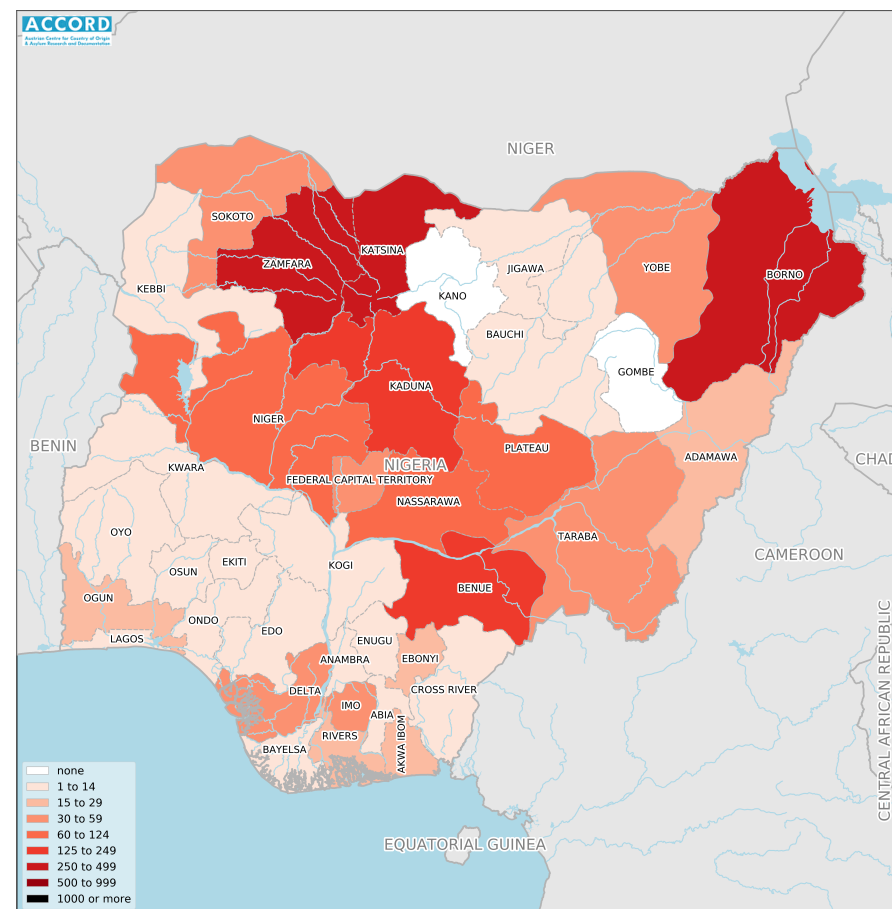 ACCORD
Austrian Centre for Country of Origin
& Asylum Research and Documentation
NIGER
SOKOTO
KATSINA
ZAMFARA
JIGAWA
YOBE
BORNO
KEBBI
KANO
BAUCHI
GOMBE
KADUNA
NIGER
BENIN
PLATEAU
ADAMAWA
CHAD
KWARA
NIGERIA
FEDERAL CAPITAL TERRITORY
NASSARAWA
OYO
TARABA
CAMEROON
OSUN
EKITI
KOGI
BENUE
OGUN
ONDO
EDO
LAGOS
ENUGU
ANAMBRA
EBONYI
DELTA
CROSS RIVER
IMO
ABIA
RIVERS
AKWA IBOM
BAYELSA
CENTRAL AFRICAN REPUBLIC
EQUATORIAL GUINEA
none
1 to 14
15 to 29
30 to 59
60 to 124
125 to 249
250 to 499
500 to 999
1000 or more